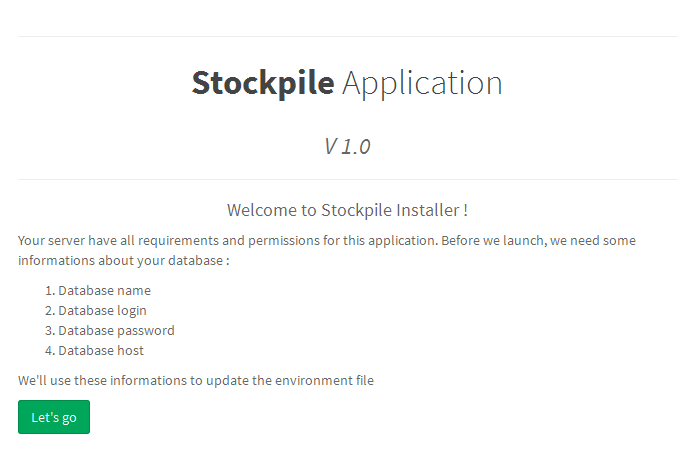 Stockpile Application
V 1.0
Welcome to Stockpile Installer !
Your server have all requirements and permissions for this application. Before we launch, we need some
informations about your database :
1. Database name
2. Database login
3. Database password
4. Database host
We'll use these informations to update the environment file
Let's go